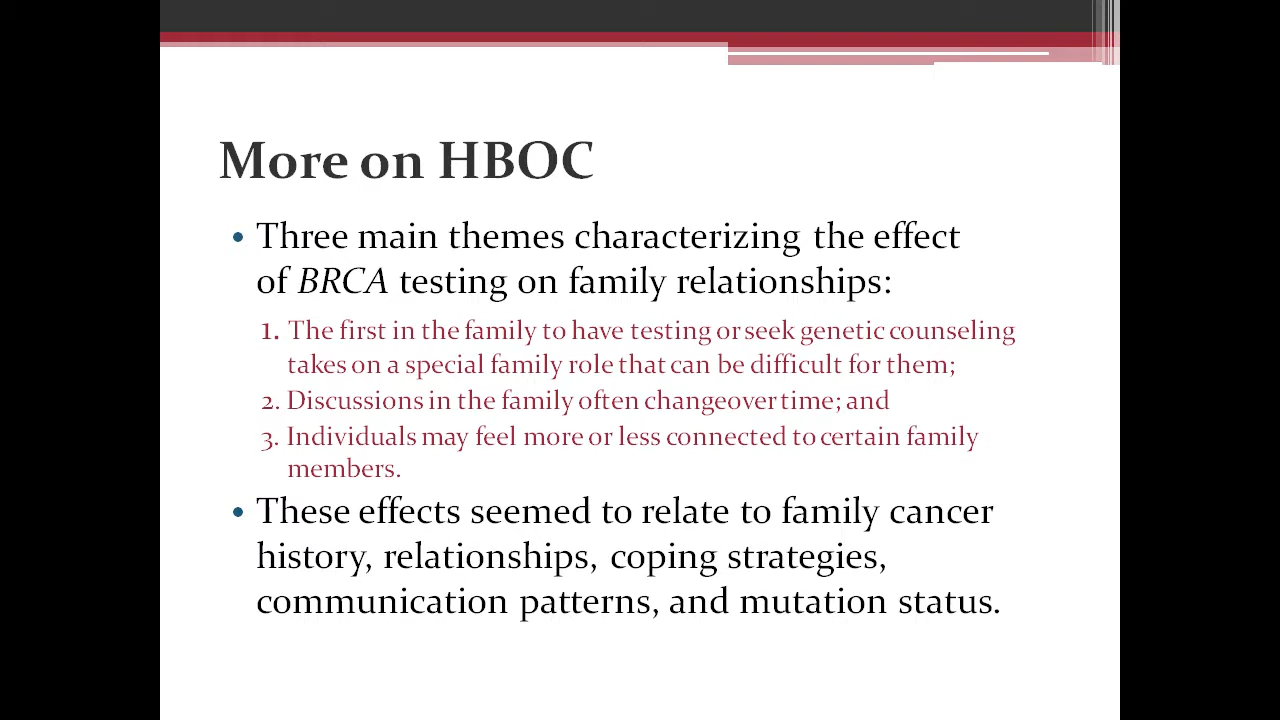 More on HBOC
• Three main themes characterizing the effect
of BRCA testing on family relationships:
1. The first in the family to have testing or seek genetic counseling
takes on a special family role that can be difficult for them;
2. Discussions in the family often changeover time; and
3. Individuals may feel more or less connected to certain family
members.
• These effects seemed to relate to family cancer
history, relationships, coping strategies,
communication patterns, and mutation status.